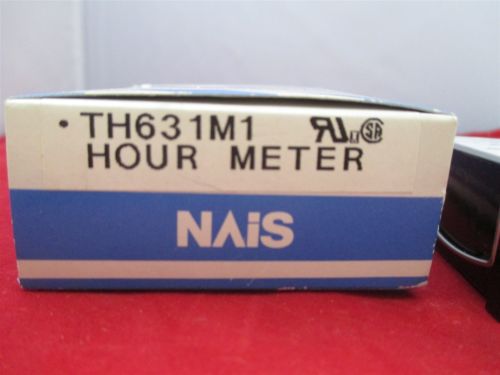 • TH631M1
HOUR METER
NAiS